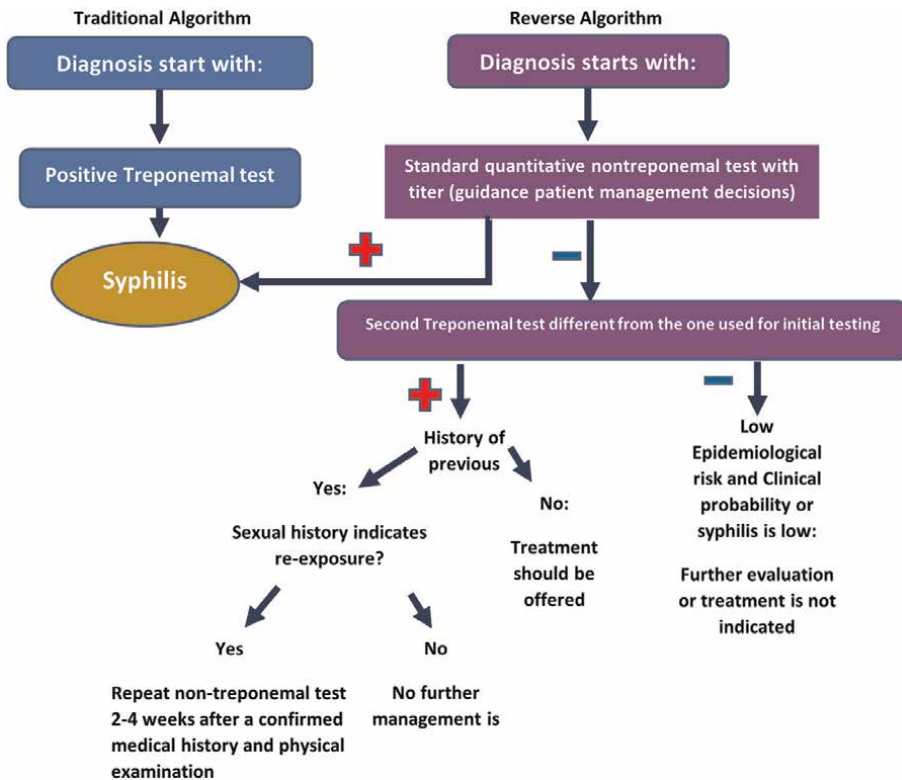 Traditional Algorithm
Reverse Algorithm
Diagnosis start with:
Diagnosis starts with:
Positive Treponemal test
Standard quantitative nontreponemal test with
titer (guidance patient management decisions)
Syphilis
Second Treponemal test different from the one used for initial testing
History of
previous
Yes:
Sexual history indicates
re-exposure?
No:
Treatment
should be
offered
Low
Epidemiological
risk and Clinical
probability or
syphilis is low:
Further evaluation
or treatment is not
indicated
Yes
Repeat non-treponemal test
2-4 weeks after a confirmed
medical history and physical
examination
No
No further
management is